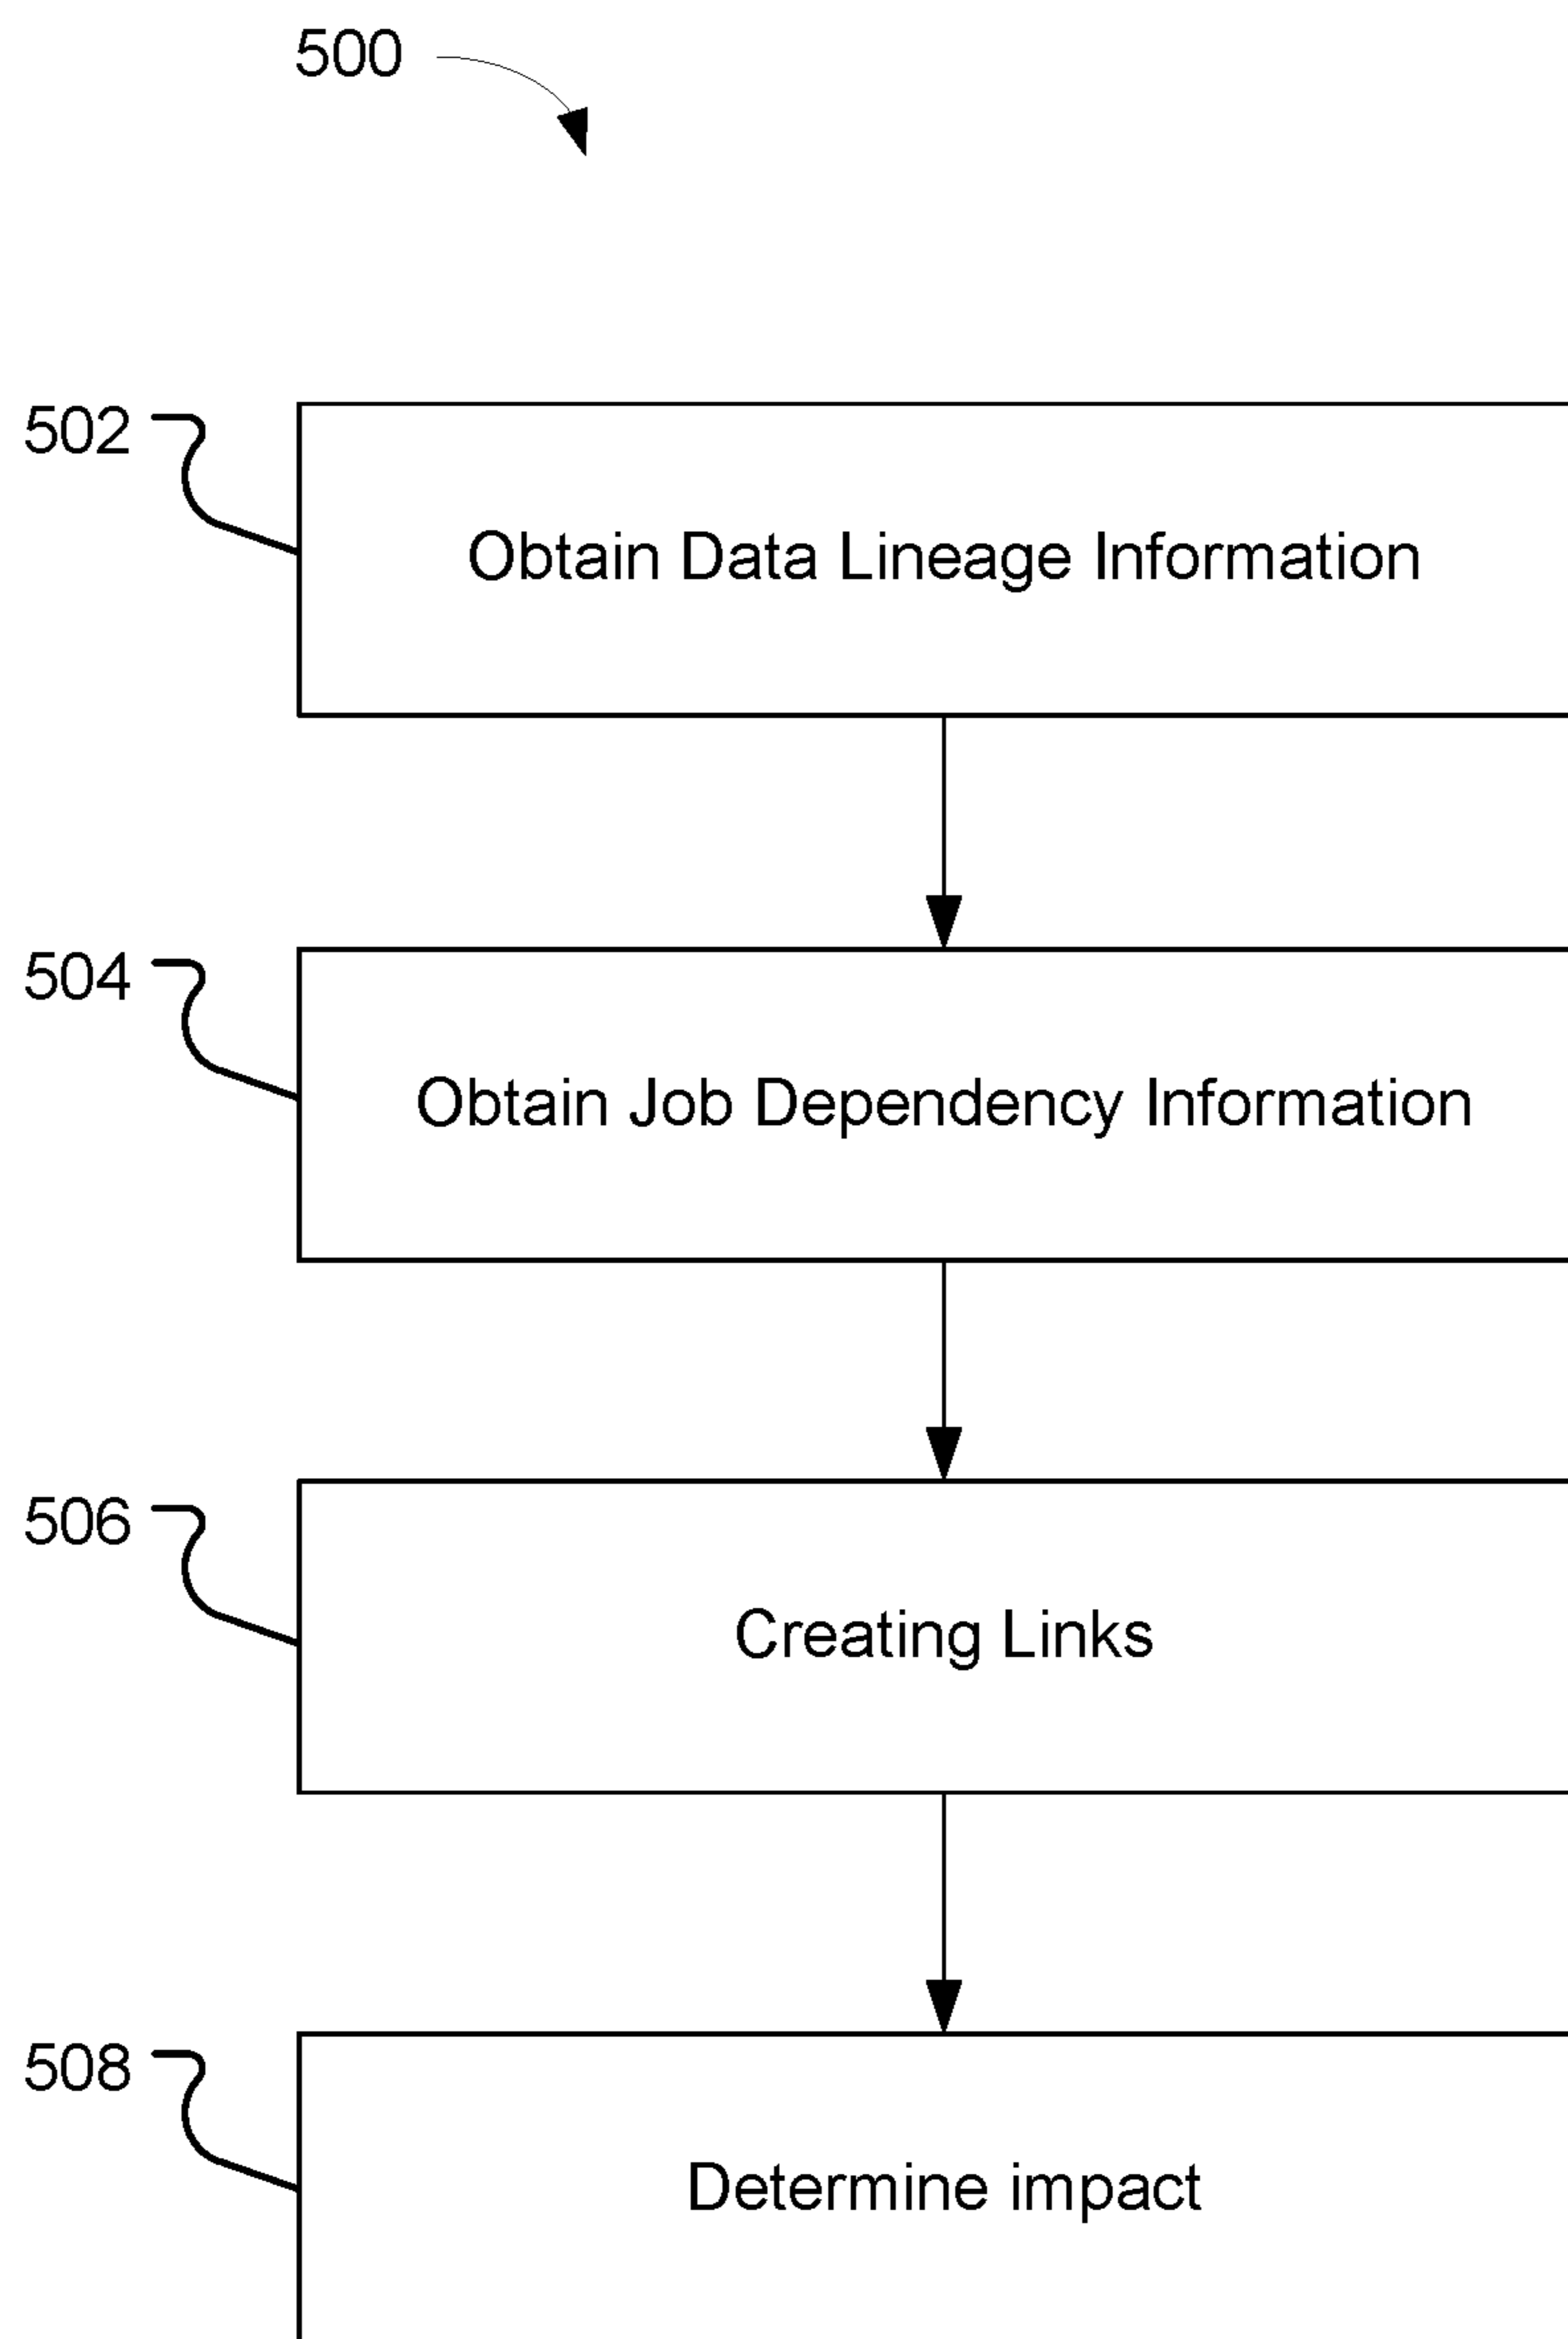 500
502
Obtain Data Lineage Information
504
Obtain Job Dependency Information
506
Creating Links
508
Determine impact